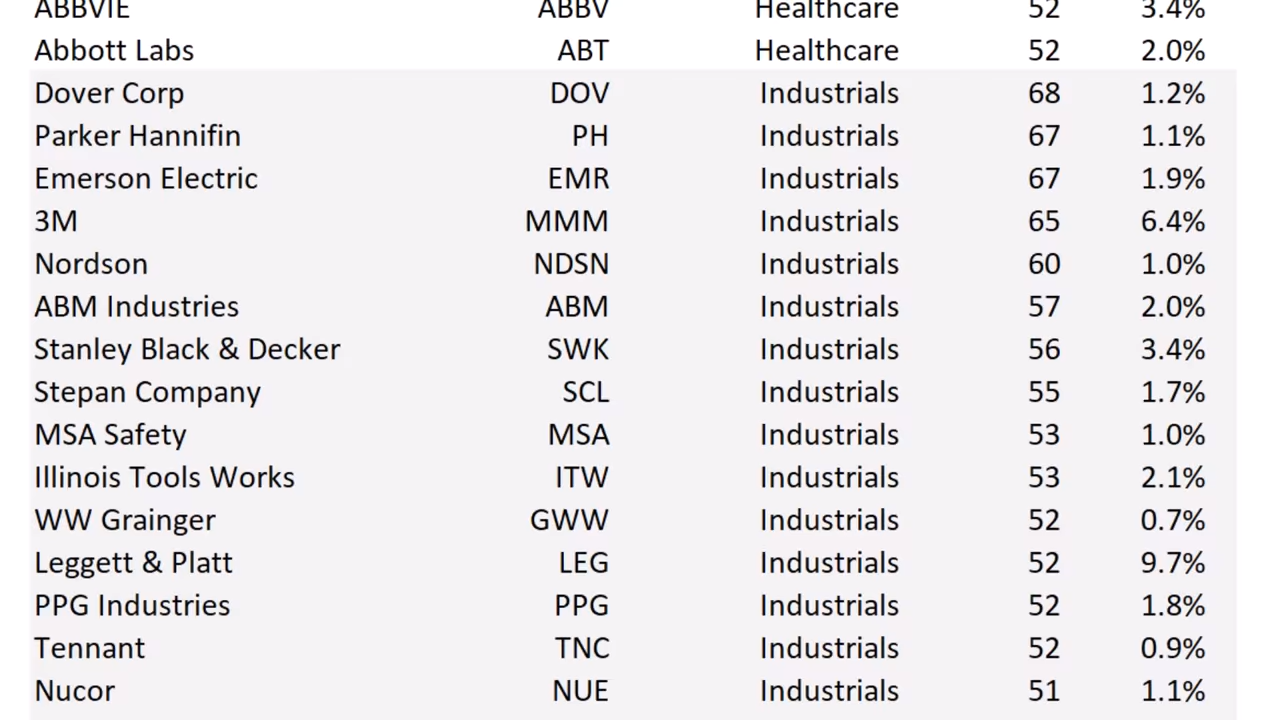 ABBVIE ABBV Healthcare 52 3.4%
Abbott Labs ABT Healthcare 52 2.0%
Dover Corp DOV Industrials 68 1.2%
Parker Hannifin PH Industrials 67 1.1%
Emerson Electric EMR Industrials 67 1.9%
3M MMM Industrials 65 6.4%
Nordson NDSN Industrials 60 1.0%
ABM Industries ABM Industrials 57 2.0%
Stanley Black & Decker SWK Industrials 56 3.4%
Stepan Company SCL Industrials 55 1.7%
MSA Safety MSA Industrials 53 1.0%
Illinois Tools Works ITW Industrials 53 2.1%
WW Grainger GWW Industrials 52 0.7%
Leggett & Platt LEG Industrials 52 9.7%
PPG Industries PPG Industrials 52 1.8%
Tennant TNC Industrials 52 0.9%
Nucor NUE Industrials 51 1.1%